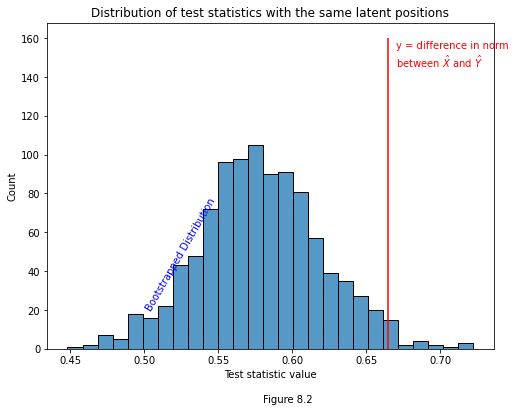 Distribution of test statistics with the same latent positions
160
140
120
100
80
60
40
20
0
Count
y = difference in norm
between X̂ and Ŷ
Bootstrapped Distribution
0.45 0.50 0.55 0.60 0.65 0.70
Test statistic value
Figure 8.2